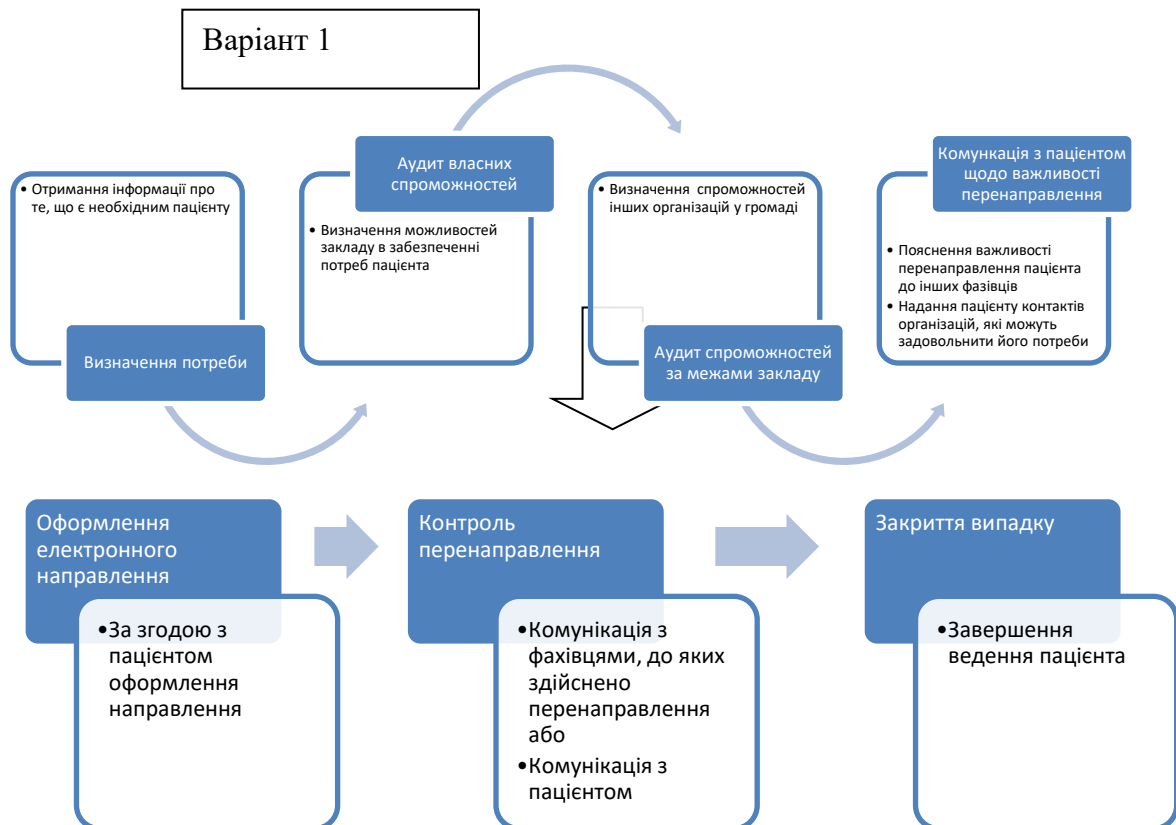 Варіант 1
• Отримання інформації про
те, що є необхідним пацієнту
Визначення потреби
Аудит власних
спроможностей
• Визначення можливостей
закладу в забезпеченні
потреб пацієнта
• Визначення спроможностей
інших організацій у громаді
Аудит спроможностей
за межами закладу
Комункація з пацієнтом
щодо важливості
перенаправлення
• Пояснення важливості
перенаправлення пацієнта
до інших фазівців
• Надання пацієнту контактів
організацій, які можуть
задовольнити його потреби
Оформлення
електронного
направлення
•За згодою з
пацієнтом
оформлення
направлення
Контроль
перенаправлення
•Комунікація з
фахівцями, до яких
здійснено
перенаправлення
або
•Комунікація з
пацієнтом
Закриття випадку
•Завершення
ведення пацієнта